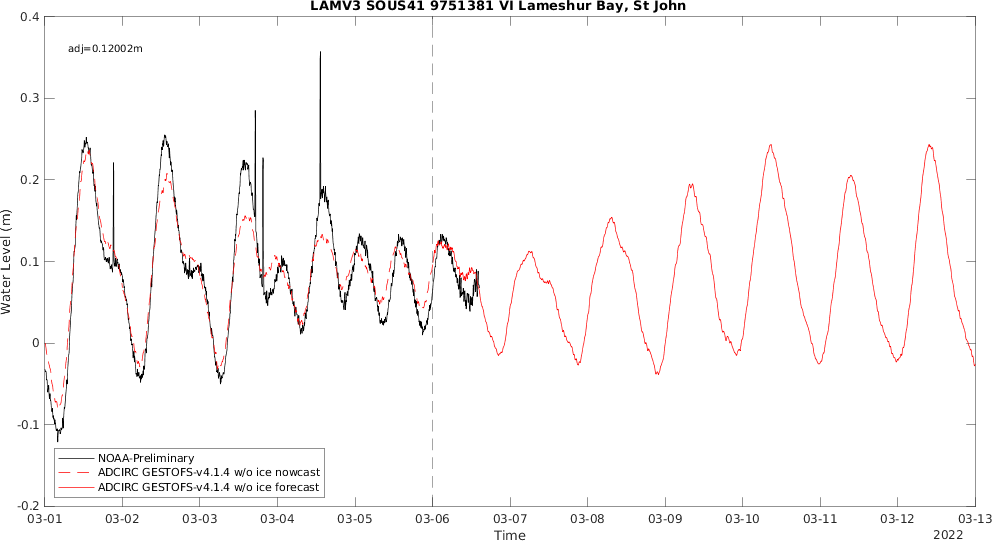 LAMV3 SOUS41 9751381 VI Lameshur Bay, St John
adj=0.12002m
0.4
0.3
0.2
0.1
0
-0.1
-0.2
Water Level (m)
NOAA-Preliminary
ADCIRC GESTOFS-v4.1.4 w/o ice nowcast
ADCIRC GESTOFS-v4.1.4 w/o ice forecast
03-01 03-02 03-03 03-04 03-05 03-06 03-07 03-08 03-09 03-10 03-11 03-12 03-13
Time
2022